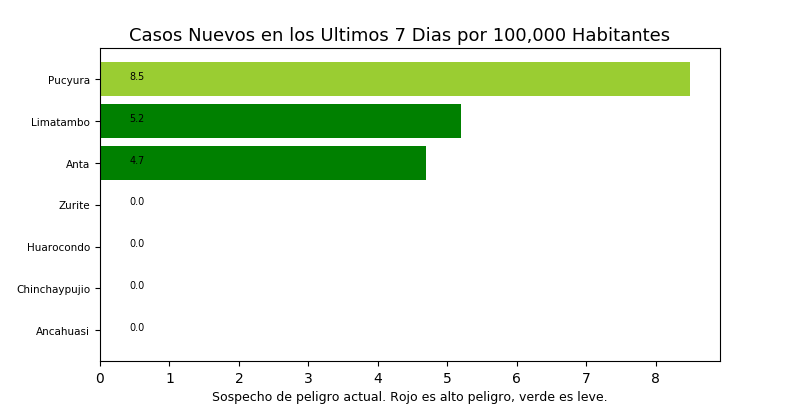 Casos Nuevos en los Ultimos 7 Dias por 100,000 Habitantes
Pucyura 8.5
Limatambo 5.2
Anta 4.7
Zurite 0.0
Huarocondo 0.0
Chinchaypujio 0.0
Ancahuasi 0.0
0 1 2 3 4 5 6 7 8
Sospecho de peligro actual. Rojo es alto peligro, verde es leve.